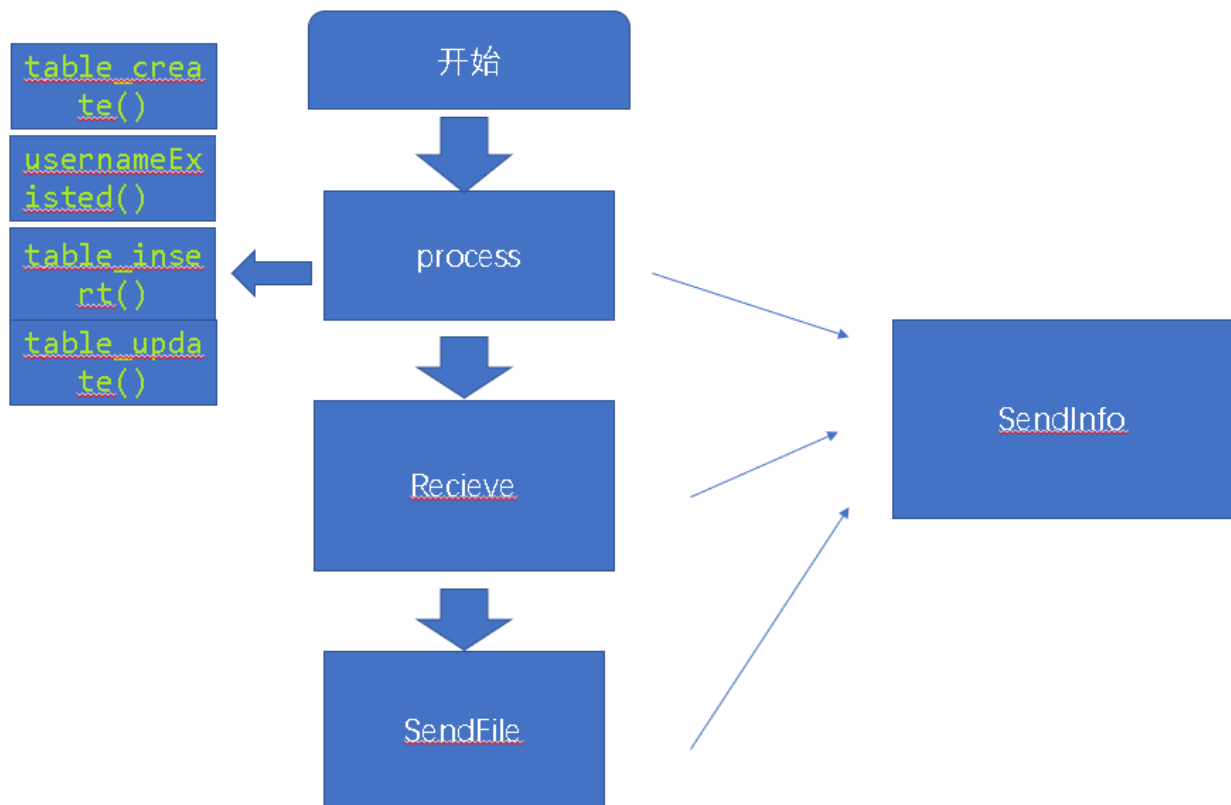 table_crea
te()
usernameEx
isted()
table_inse
rt()
table_upda
te()
开始
process
Recieve
SendFile
SendInfo